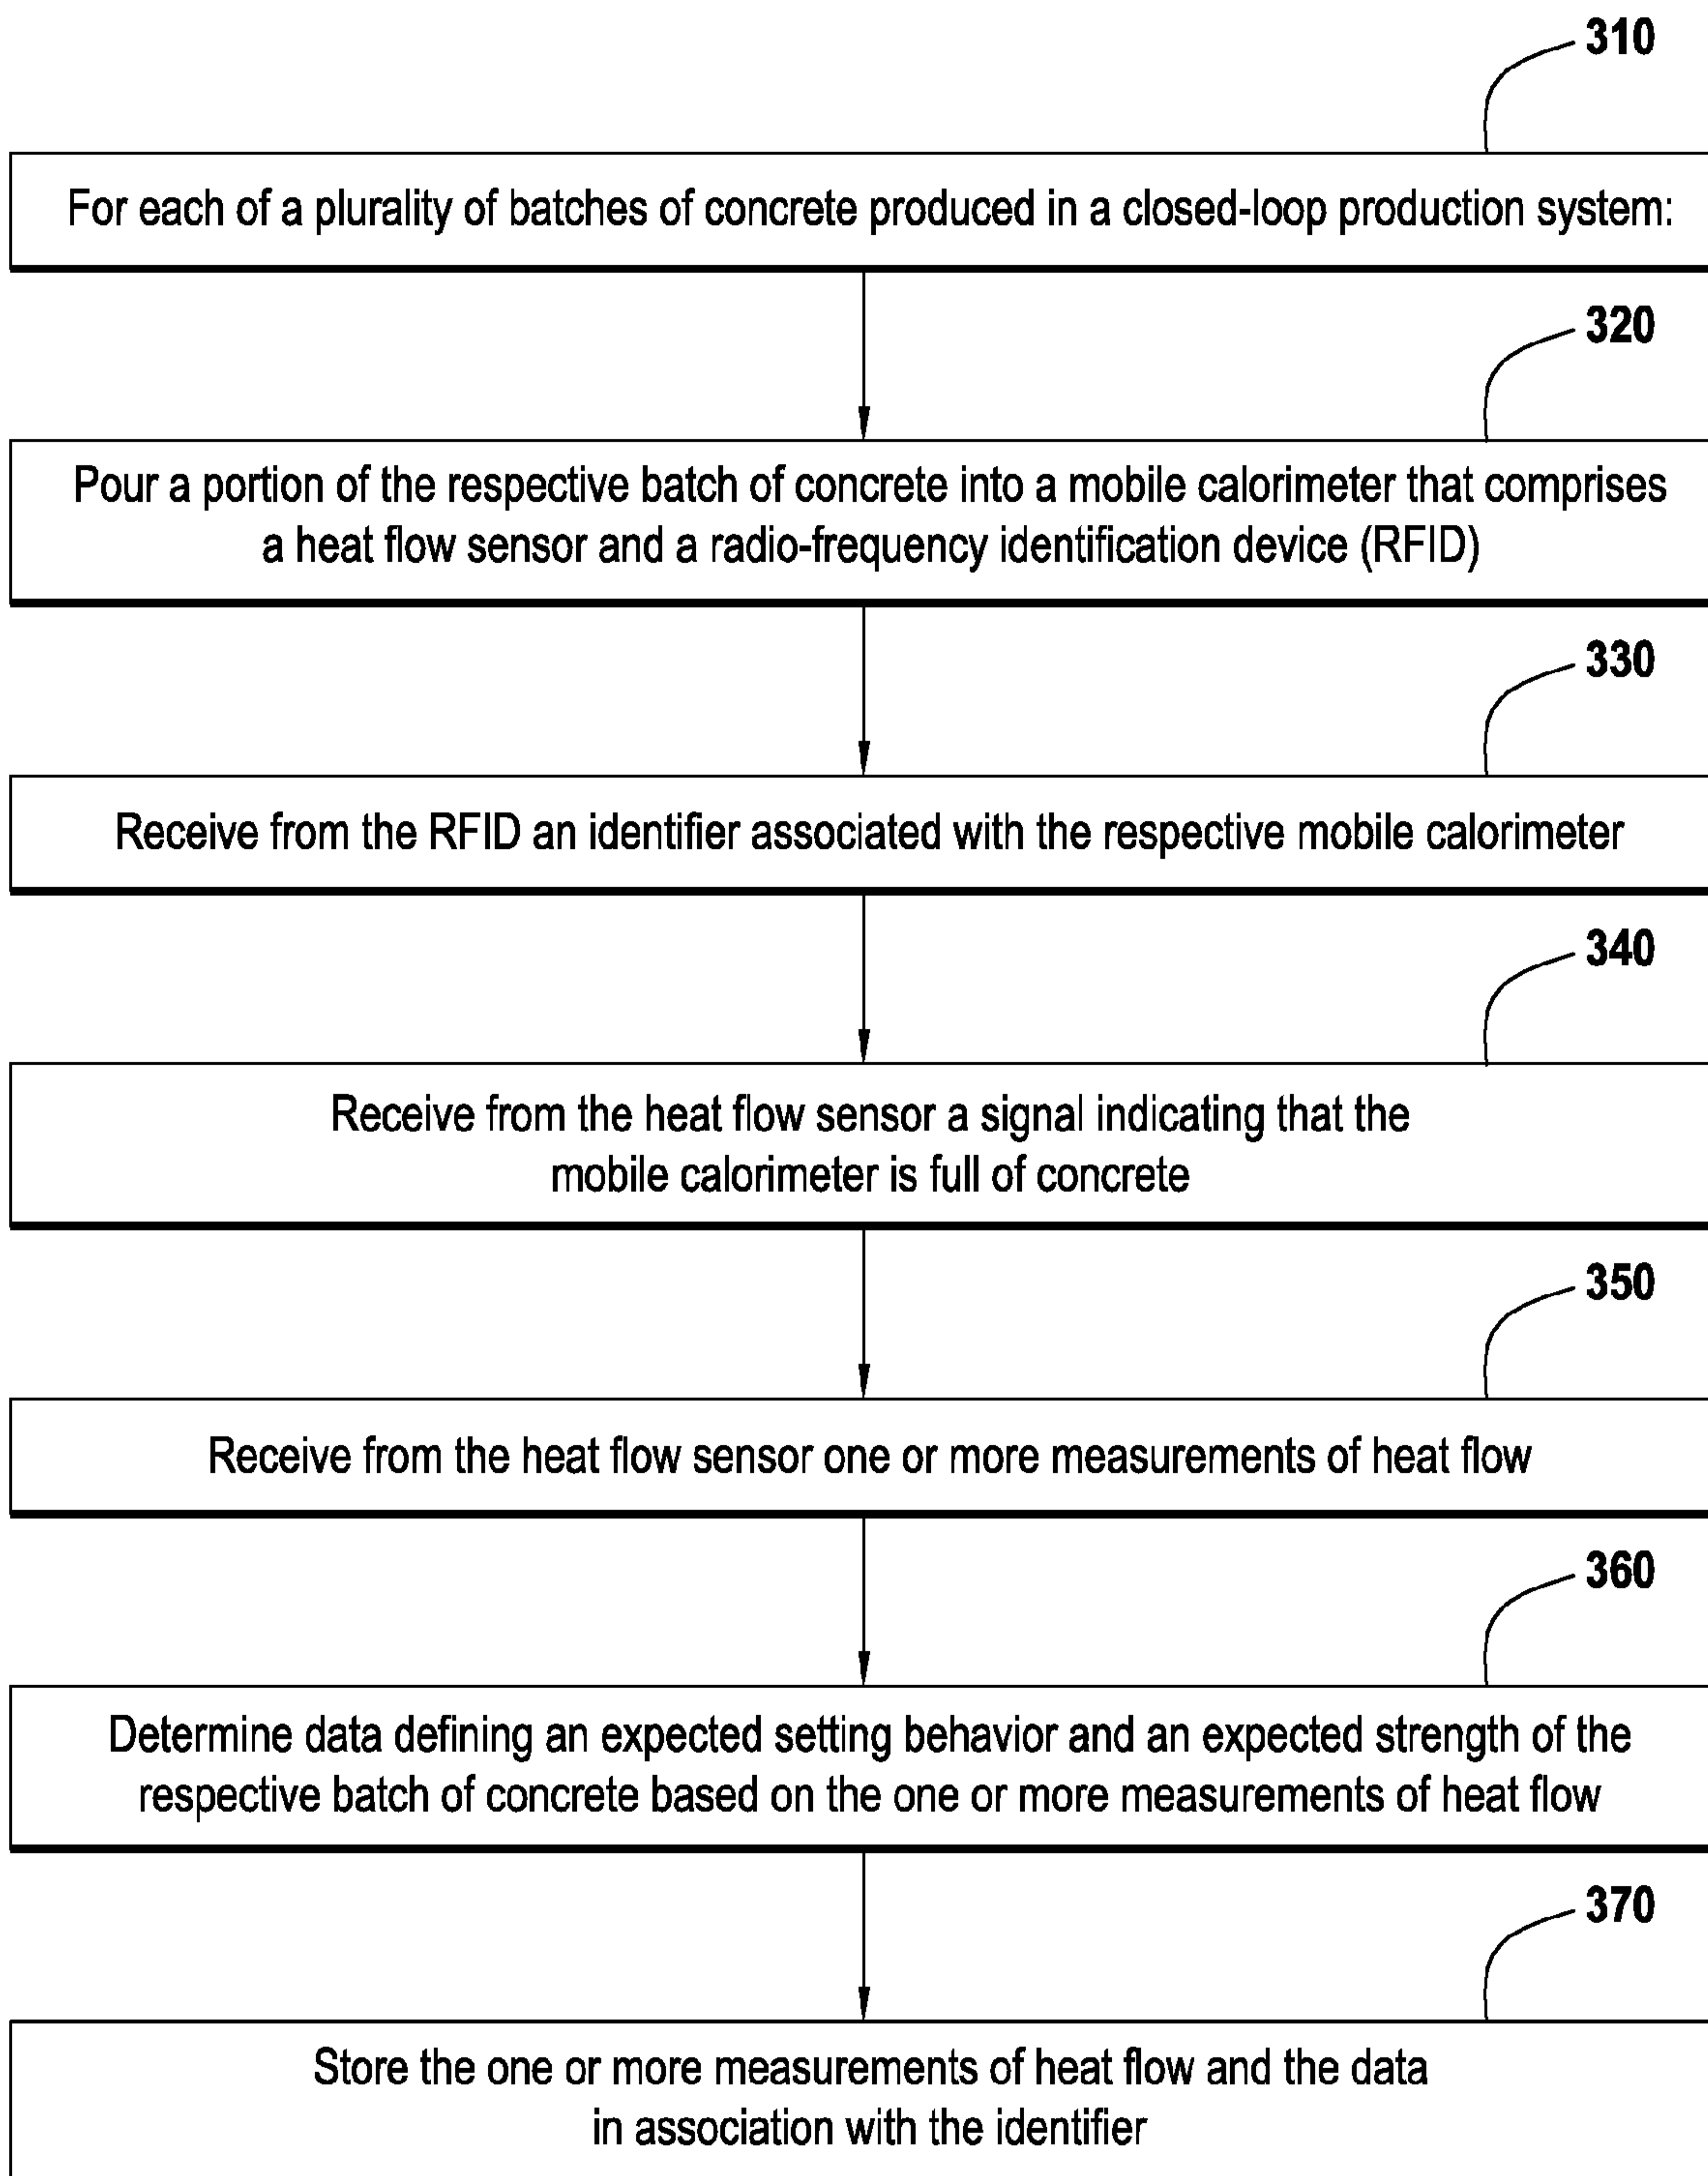 310
For each of a plurality of batches of concrete produced in a closed-loop production system:
320
Pour a portion of the respective batch of concrete into a mobile calorimeter that comprises
a heat flow sensor and a radio-frequency identification device (RFID)
330
Receive from the RFID an identifier associated with the respective mobile calorimeter
340
Receive from the heat flow sensor a signal indicating that the
mobile calorimeter is full of concrete
350
Receive from the heat flow sensor one or more measurements of heat flow
360
Determine data defining an expected setting behavior and an expected strength of the
respective batch of concrete based on the one or more measurements of heat flow
370
Store the one or more measurements of heat flow and the data
in association with the identifier